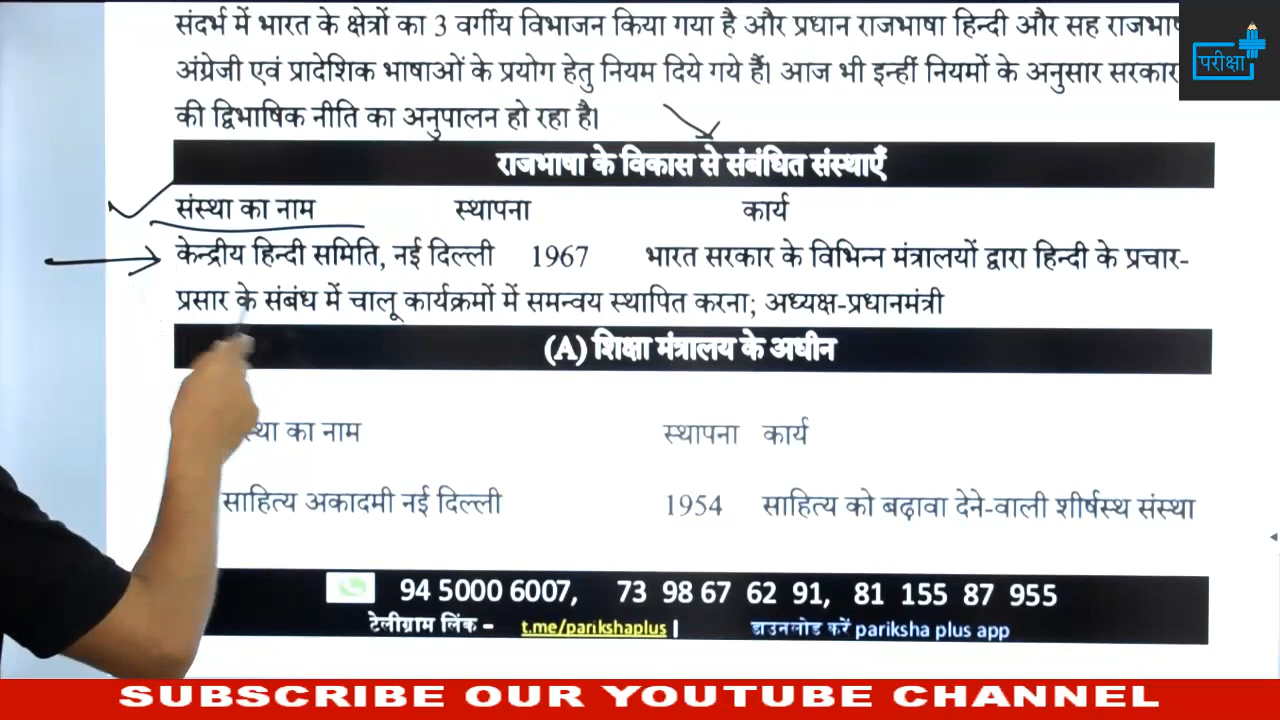 संदर्भ में भारत के क्षेत्रों का 3 वर्गीय विभाजन किया गया है और प्रधान राजभाषा हिन्दी और सह
परीक्षा
अंग्रेजी एवं प्रादेशिक भाषाओं के प्रयोग हेतु नियम दिये गये हैं। आज भी इन्हीं नियमों के अनुसार सरकार
की द्विभाषिक नीति का अनुपालन हो रहा है।
राजभाषा के विकास से संबंधित संस्थाएँ
संस्था का नाम स्थापना कार्य
केन्द्रीय हिन्दी समिति, नई दिल्ली 1967 भारत सरकार के विभिन्न मंत्रालयों द्वारा हिन्दी के प्रचार-
प्रसार के संबंध में चालू कार्यक्रमों में समन्वय स्थापित करना; अध्यक्ष-प्रधानमंत्री
(A) शिक्षा मंत्रालय के अधीन
का नाम स्थापना कार्य
साहित्य अकादमी नई दिल्ली 1954 साहित्य को बढ़ावा देने-वाली शीर्षस्थ संस्था
94 5000 6007, 73 98 67 62 91, 81 155 87 955
टेलीग्राम लिंक – t.me/parikshaplus | डाउनलोड करें pariksha plus app
SUBSCRIBE OUR YOUTUBE CHANNEL